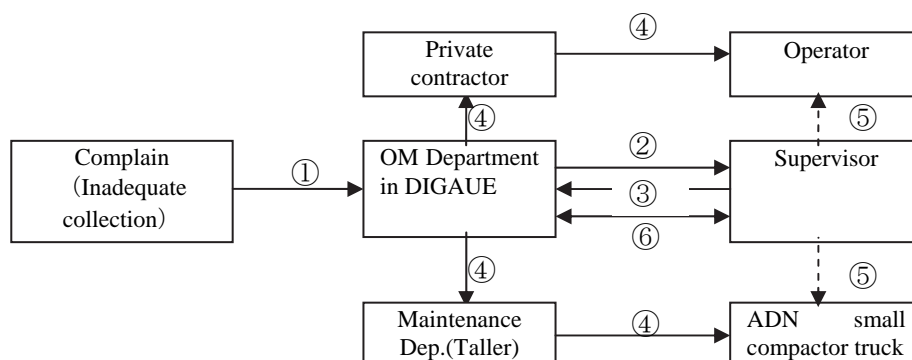 ④
Private
contractor
Operator
④
⑤
Complain
（Inadequate
collection）
①
OM Department
in DIGAUE
②
③
⑥
Supervisor
④
⑤
Maintenance
Dep.(Taller)
④
ADN small
compactor truck